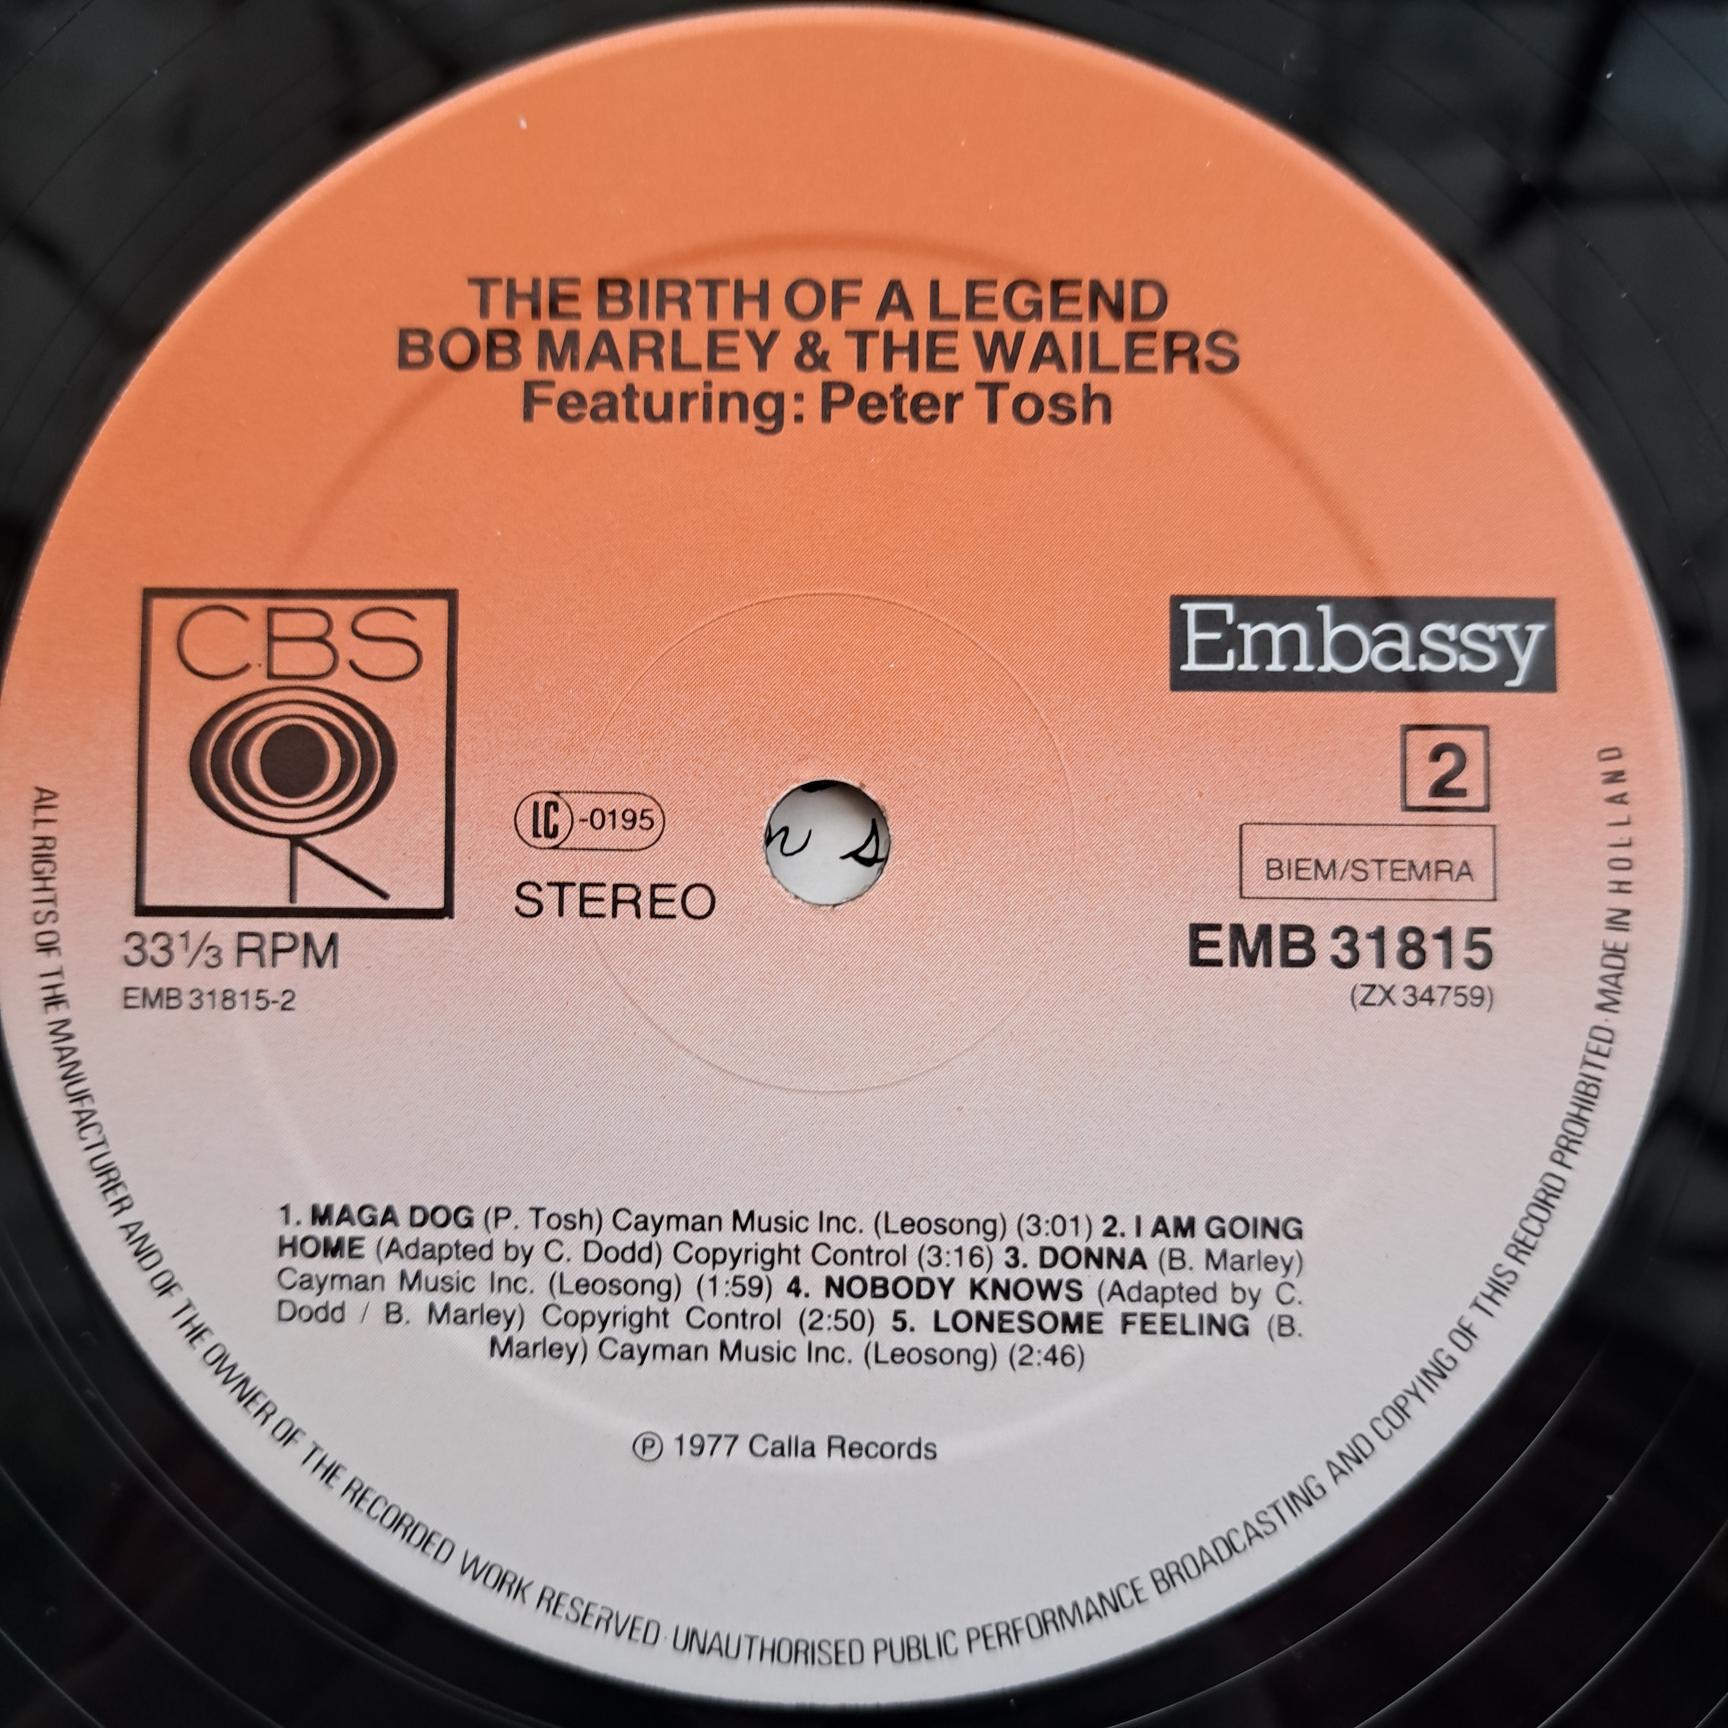 THE BIRTH OF A LEGEND
BOB MARLEY & THE WAILERS
Featuring: Peter Tosh
CBS
Embassy
2
LC -0195
BIEM/STEMRA
STEREO
33⅓ RPM
EMB 31815
EMB 31815-2
(ZX 34759)
1. MAGA DOG (P. Tosh) Cayman Music Inc. (Leosong) (3:01) 2. I AM GOING
HOME (Adapted by C. Dodd) Copyright Control (3:16) 3. DONNA (B. Marley)
Cayman Music Inc. (Leosong) (1:59) 4. NOBODY KNOWS (Adapted by C.
Dodd / B. Marley) Copyright Control (2:50) 5. LONESOME FEELING (B.
Marley) Cayman Music Inc. (Leosong) (2:46)
℗ 1977 Calla Records
ALL RIGHTS OF THE MANUFACTURER AND OF THE OWNER OF THE RECORDED WORK RESERVED · UNAUTHORISED PUBLIC PERFORMANCE BROADCASTING AND COPYING OF THIS RECORD PROHIBITED · MADE IN HOLLAND